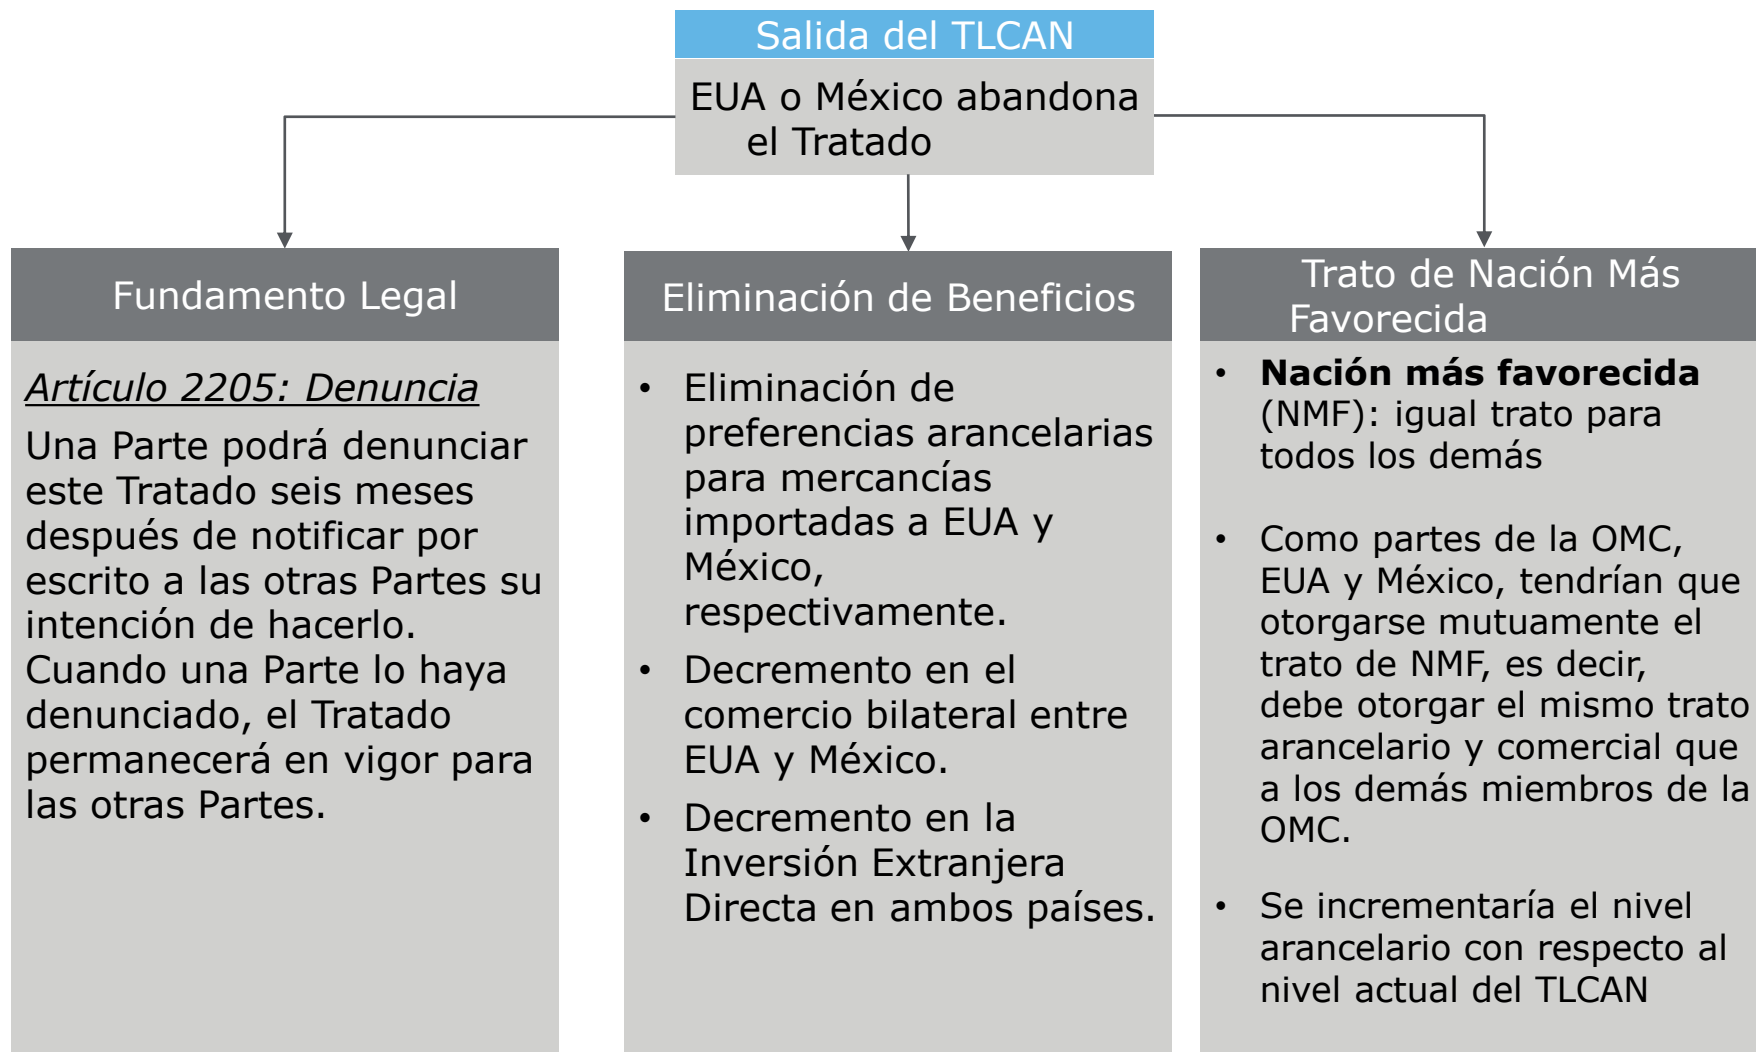 Salida del TLCAN
EUA o México abandona
el Tratado
Fundamento Legal
Artículo 2205: Denuncia
Una Parte podrá denunciar
este Tratado seis meses
después de notificar por
escrito a las otras Partes su
intención de hacerlo.
Cuando una Parte lo haya
denunciado, el Tratado
permanecerá en vigor para
las otras Partes.
Eliminación de Beneficios
• Eliminación de
preferencias arancelarias
para mercancías
importadas a EUA y
México,
respectivamente.
• Decremento en el
comercio bilateral entre
EUA y México.
• Decremento en la
Inversión Extranjera
Directa en ambos países.
Trato de Nación Más
Favorecida
• Nación más favorecida
(NMF): igual trato para
todos los demás
• Como partes de la OMC,
EUA y México, tendrían que
otorgarse mutuamente el
trato de NMF, es decir,
debe otorgar el mismo trato
arancelario y comercial que
a los demás miembros de la
OMC.
• Se incrementaría el nivel
arancelario con respecto al
nivel actual del TLCAN